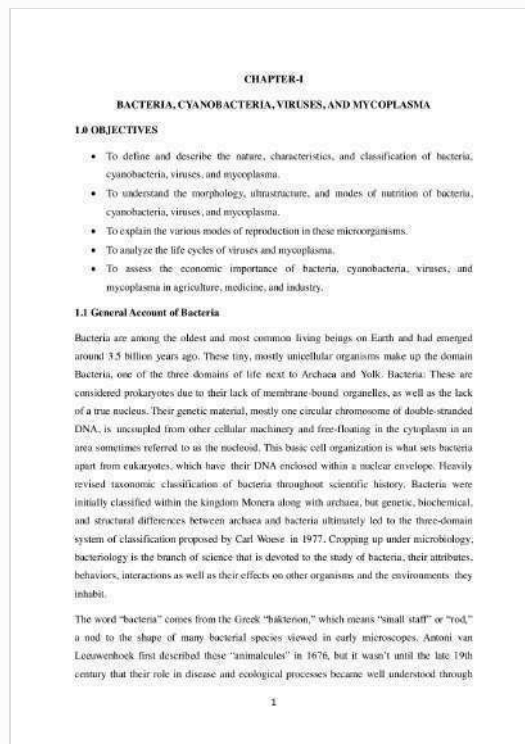 CHAPTER-I
BACTERIA, CYANOBACTERIA, VIRUSES, AND MYCOPLASMA
1.0 OBJECTIVES
• To define and describe the nature, characteristics, and classification of bacteria,
cyanobacteria, viruses, and mycoplasma.
• To understand the morphology, ultrastructure, and modes of nutrition of bacteria,
cyanobacteria, viruses, and mycoplasma.
• To explain the various modes of reproduction in these microorganisms.
• To analyze the life cycles of viruses and mycoplasma.
• To assess the economic importance of bacteria, cyanobacteria, viruses, and
mycoplasma in agriculture, medicine, and industry.
1.1 General Account of Bacteria
Bacteria are among the oldest and most common living beings on Earth and had emerged
around 3.5 billion years ago. These tiny, mostly unicellular organisms make up the domain
Bacteria, one of the three domains of life next to Archaea and Yolk. Bacteria: These are
considered prokaryotes due to their lack of membrane-bound organelles, as well as the lack
of a true nucleus. Their genetic material, mostly one circular chromosome of double-stranded
DNA, is uncoupled from other cellular machinery and free-floating in the cytoplasm in an
area sometimes referred to as the nucleoid. This basic cell organization is what sets bacteria
apart from eukaryotes, which have their DNA enclosed within a nuclear envelope. Heavily
revised taxonomic classification of bacteria throughout scientific history. Bacteria were
initially classified within the kingdom Monera along with archaea, but genetic, biochemical,
and structural differences between archaea and bacteria ultimately led to the three-domain
system of classification proposed by Carl Woese in 1977. Cropping up under microbiology,
bacteriology is the branch of science that is devoted to the study of bacteria, their attributes,
behaviors, interactions as well as their effects on other organisms and the environments they
inhabit.
The word “bacteria” comes from the Greek “bakterion,” which means “small staff” or “rod,”
a nod to the shape of many bacterial species viewed in early microscopes. Antoni van
Leeuwenhoek first described these “animalcules” in 1676, but it wasn’t until the late 19th
century that their role in disease and ecological processes became well understood through
1